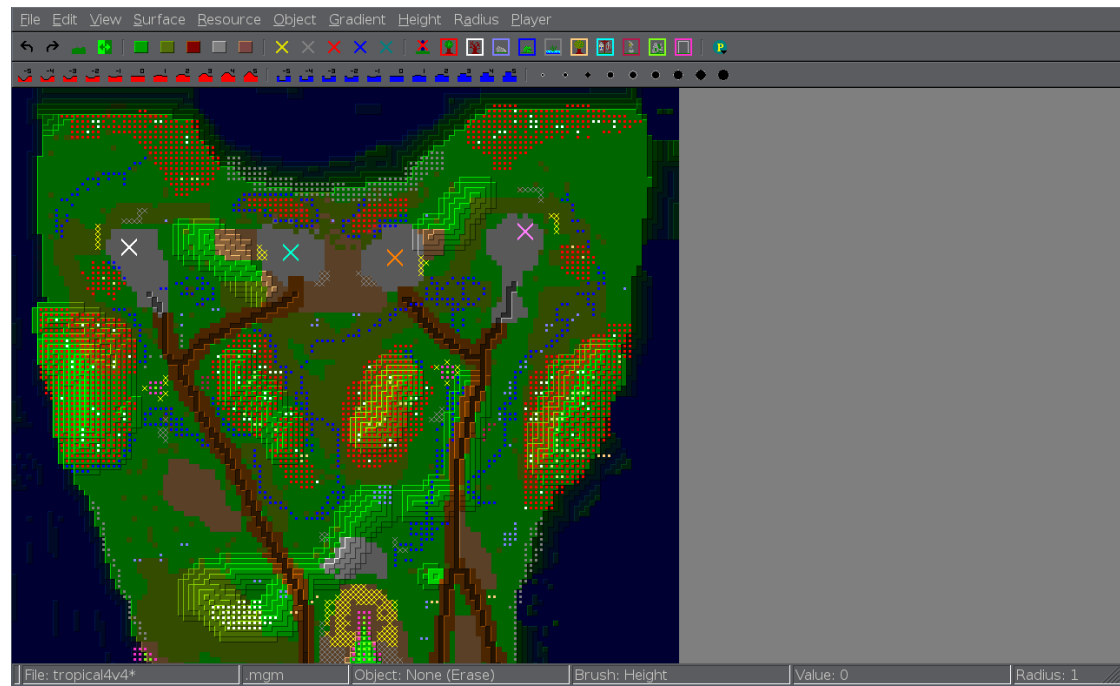 File Edit View Surface Resource Object Gradient Height Radius Player
File: tropical4v4* .mgm Object: None (Erase) Brush: Height Value: 0 Radius: 1